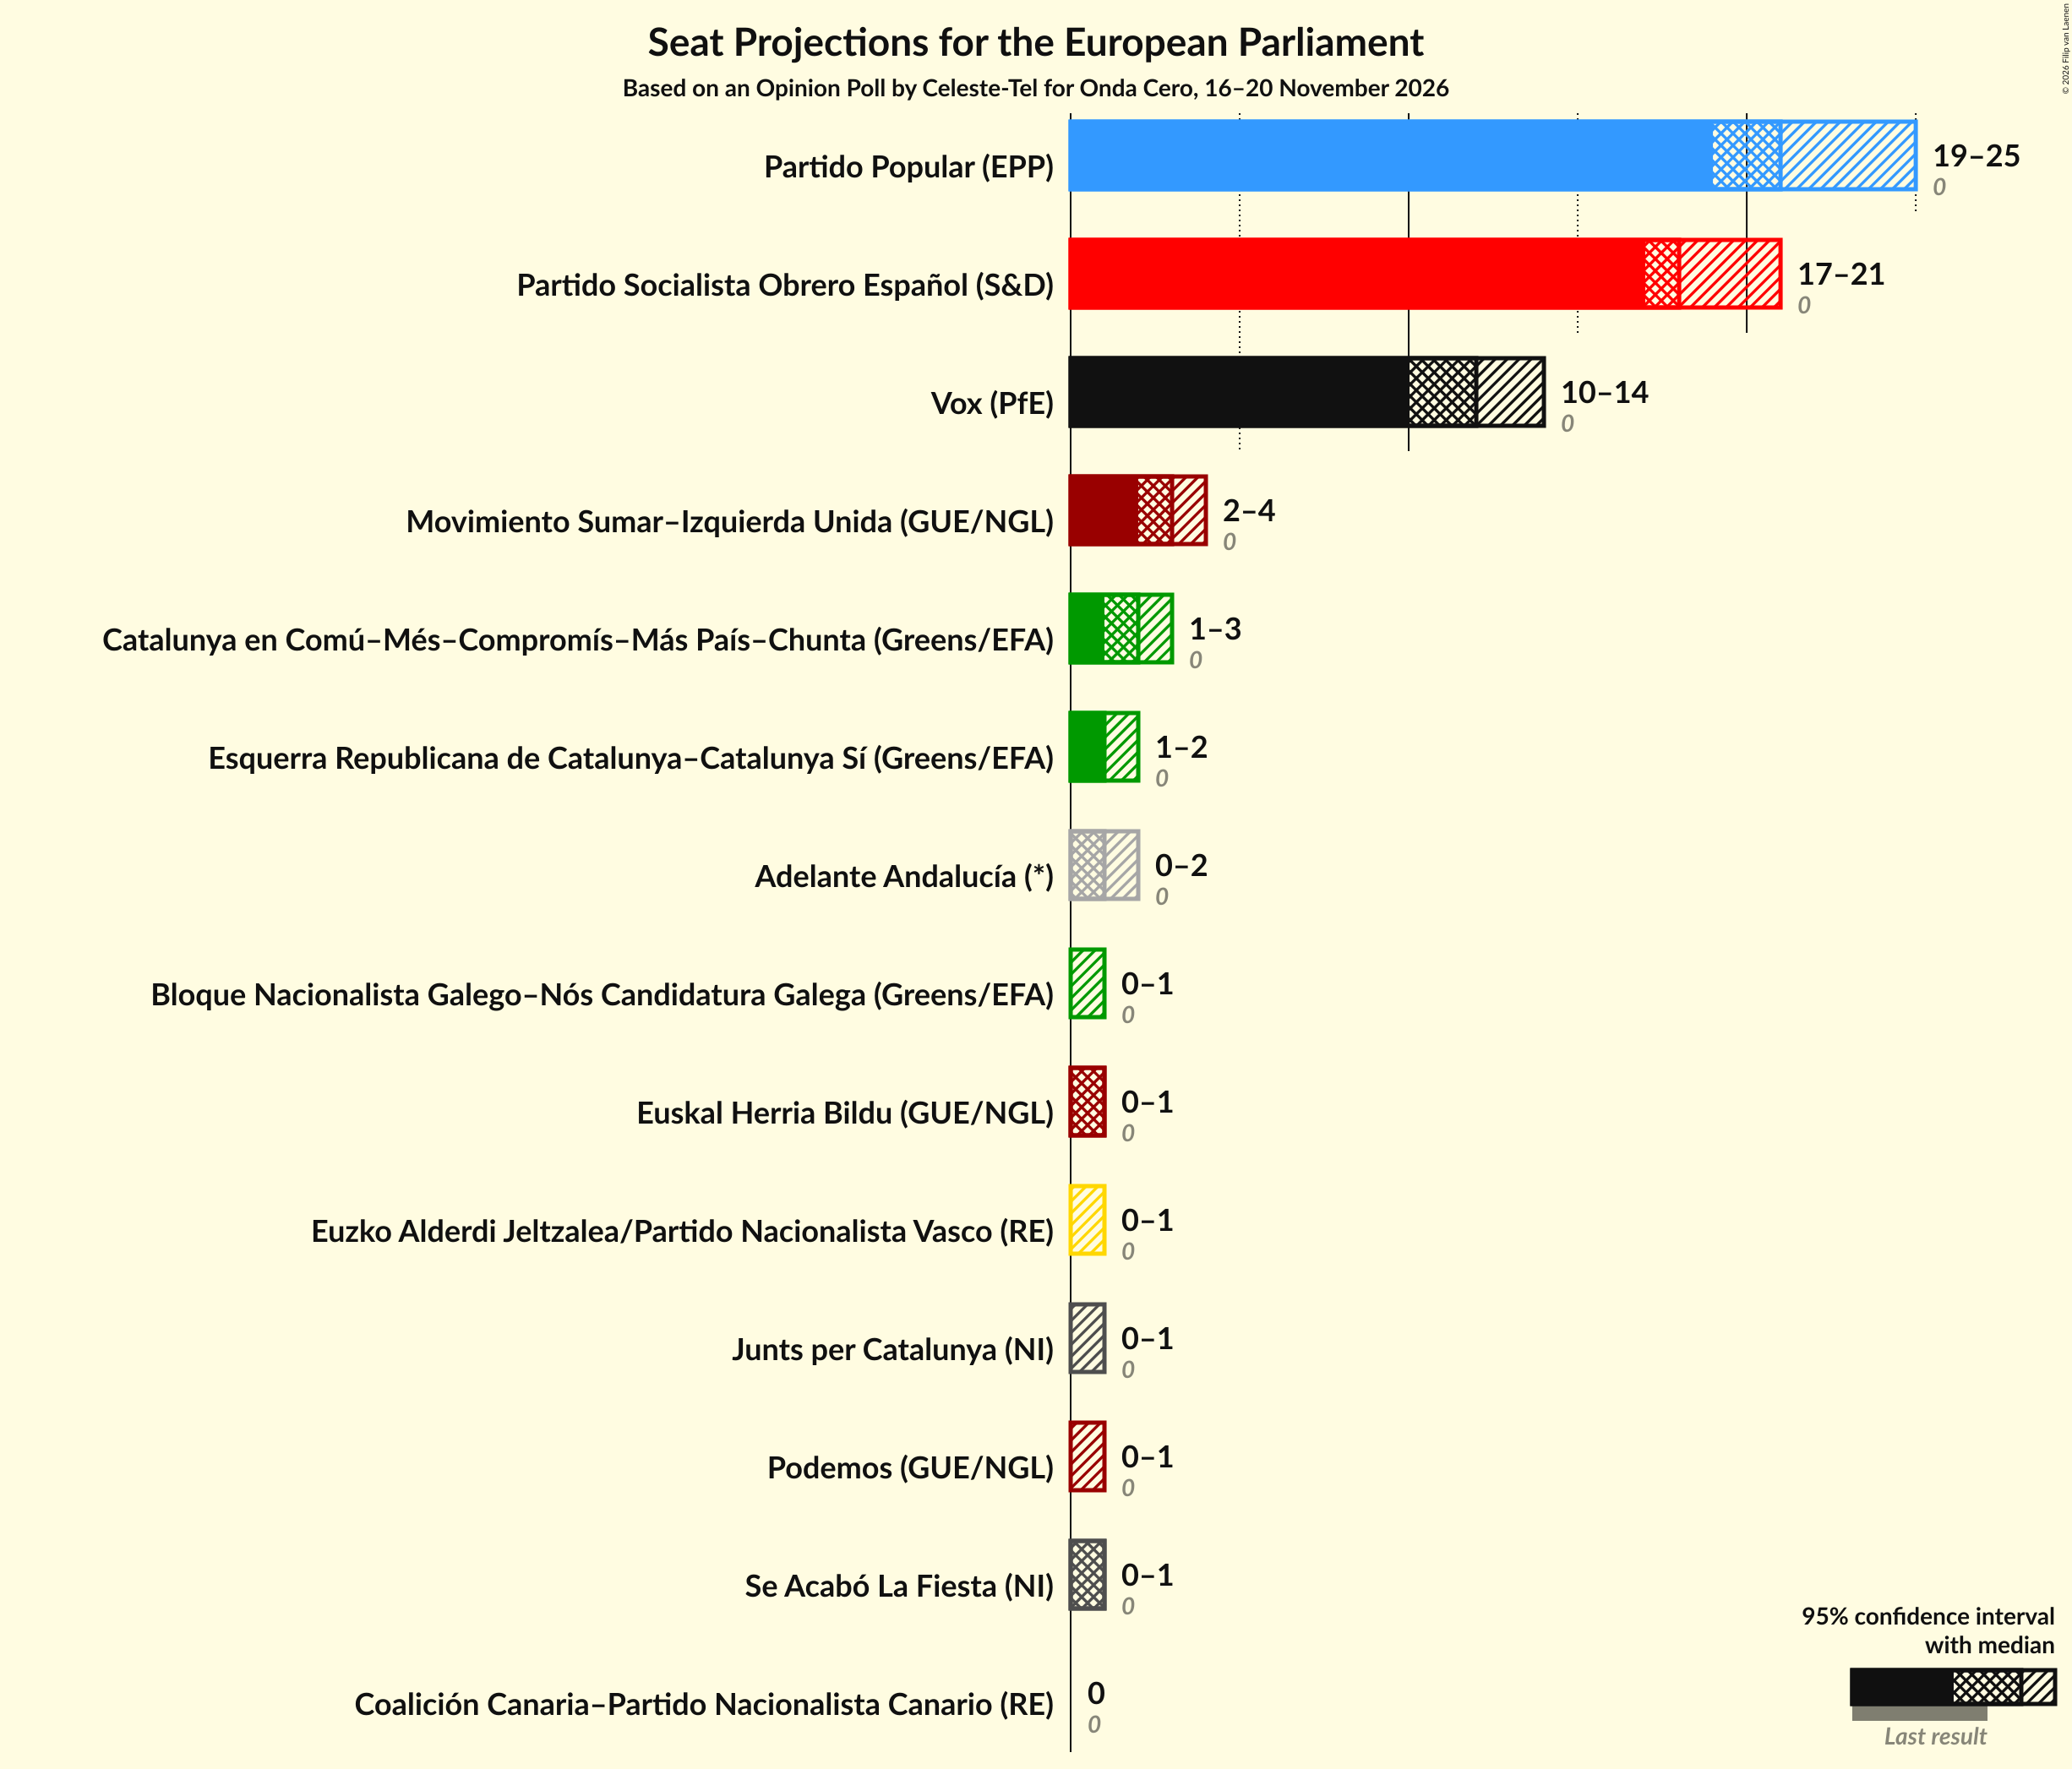 Seat Projections for the European Parliament
Based on an Opinion Poll by Celeste-Tel for Onda Cero, 16–20 November 2026
© 2026 Filip van Laenen
Partido Popular (EPP)
19–25
0
Partido Socialista Obrero Español (S&D)
17–21
0
Vox (PfE)
10–14
0
Movimiento Sumar–Izquierda Unida (GUE/NGL)
2–4
0
Catalunya en Comú–Més–Compromís–Más País–Chunta (Greens/EFA)
1–3
0
Esquerra Republicana de Catalunya–Catalunya Sí (Greens/EFA)
1–2
0
Adelante Andalucía (*)
0–2
0
Bloque Nacionalista Galego–Nós Candidatura Galega (Greens/EFA)
0–1
0
Euskal Herria Bildu (GUE/NGL)
0–1
0
Euzko Alderdi Jeltzalea/Partido Nacionalista Vasco (RE)
0–1
0
Junts per Catalunya (NI)
0–1
0
Podemos (GUE/NGL)
0–1
0
Se Acabó La Fiesta (NI)
0–1
0
Coalición Canaria–Partido Nacionalista Canario (RE)
0
0
95% confidence interval
with median
Last result